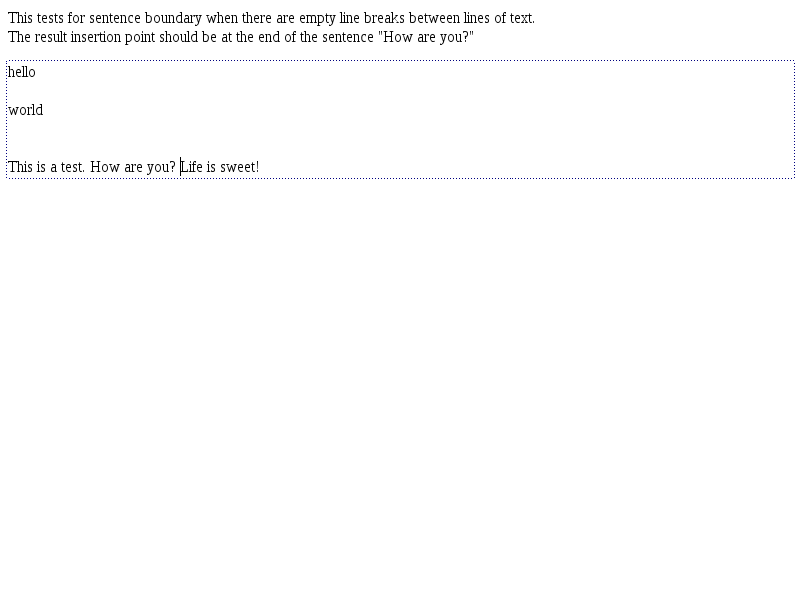 This tests for sentence boundary when there are empty line breaks between lines of text.
The result insertion point should be at the end of the sentence "How are you?"
hello
world
This is a test. How are you? Life is sweet!